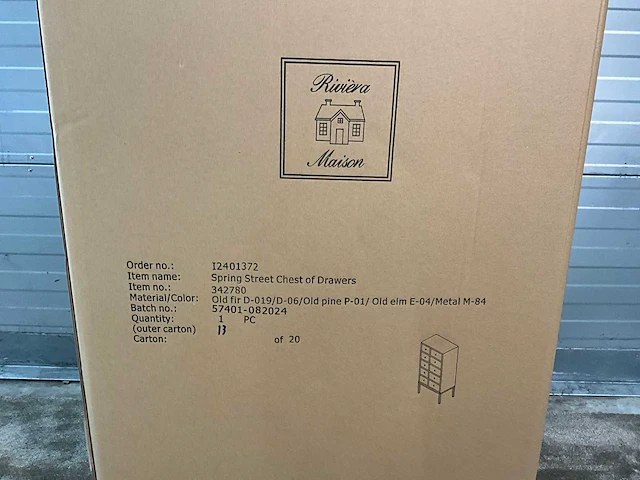 Rivièra
Maison
Order no.: I2401372
Item name: Spring Street Chest of Drawers
Item no.: 342780
Material/Color: Old fir D-019/D-06/Old pine P-01/ Old elm E-04/Metal M-84
Batch no.: 57401-082024
Quantity: 1 PC
(outer carton) 13
Carton: of 20